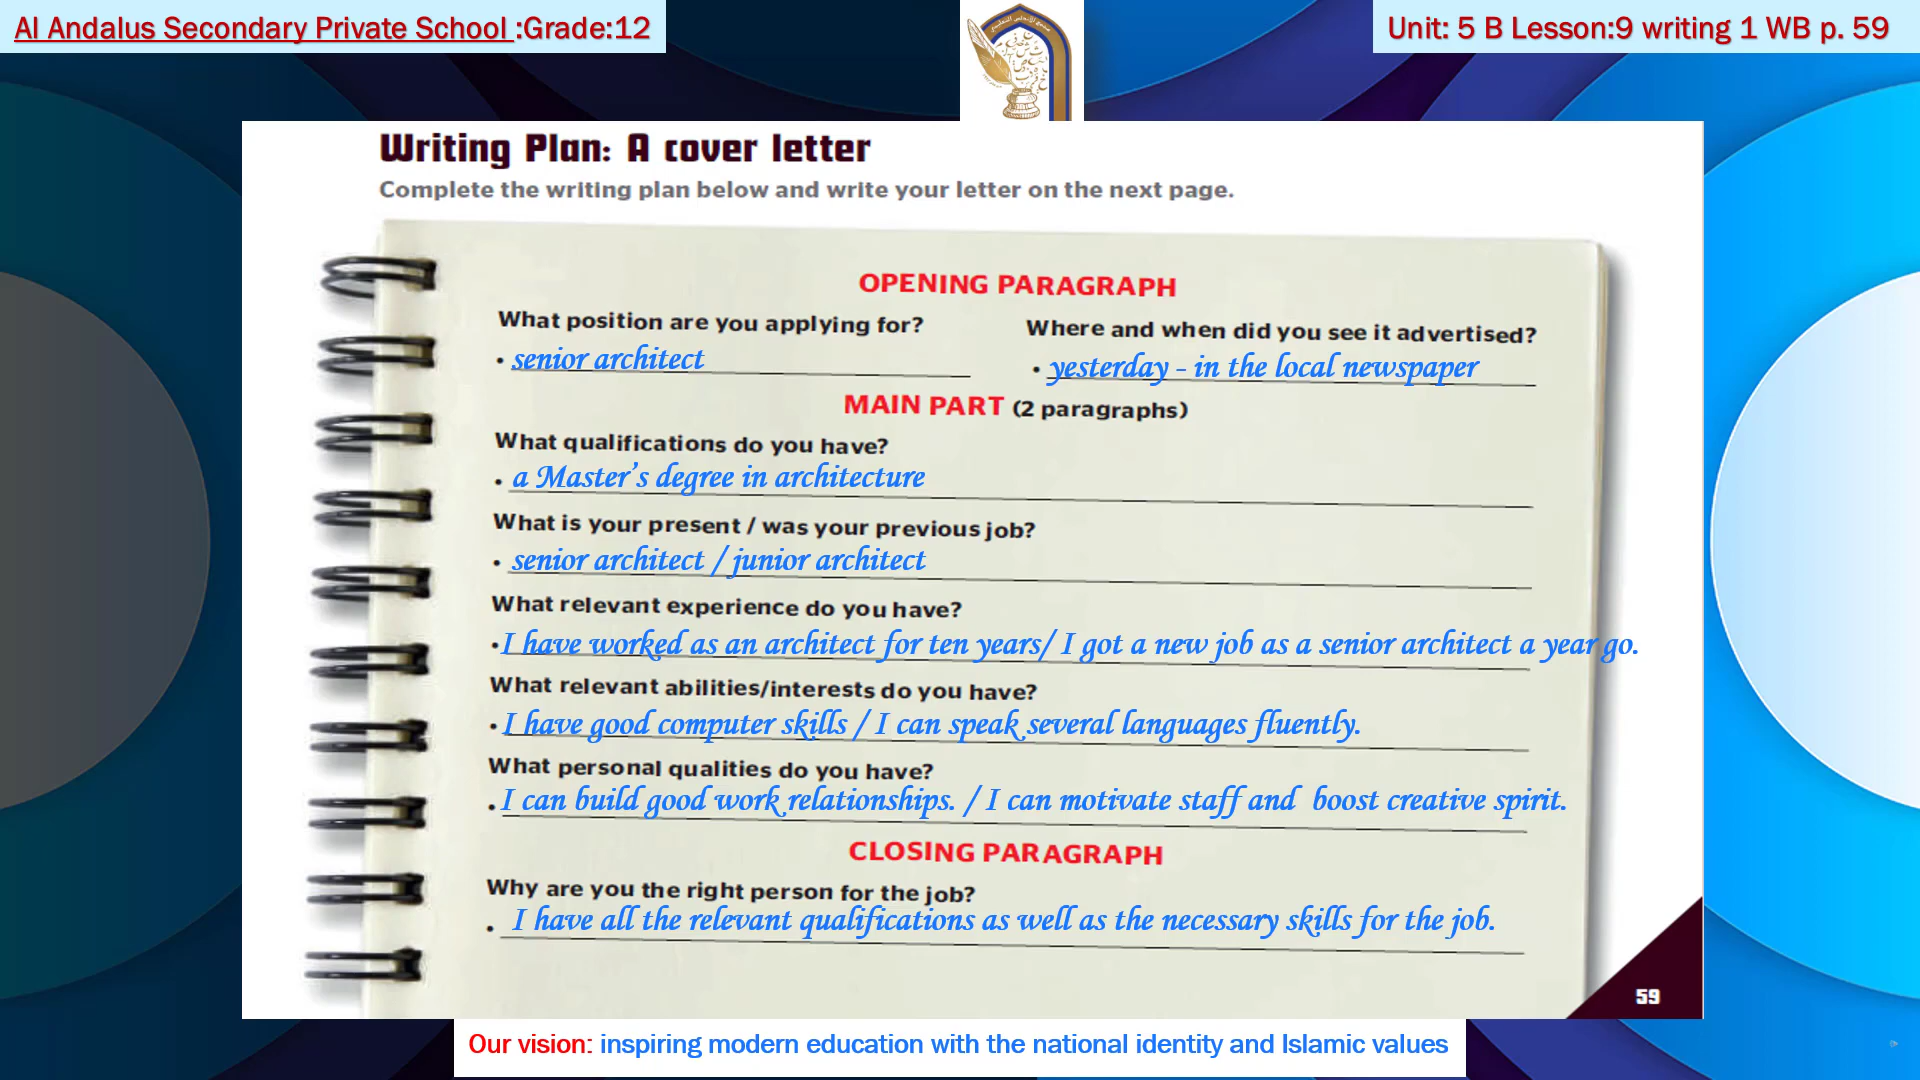 Al Andalus Secondary Private School :Grade:12
Unit: 5 B Lesson:9 writing 1 WB p. 59
Writing Plan: A cover letter
Complete the writing plan below and write your letter on the next page.
OPENING PARAGRAPH
What position are you applying for?
• senior architect
Where and when did you see it advertised?
• yesterday - in the local newspaper
MAIN PART (2 paragraphs)
What qualifications do you have?
• a Master's degree in architecture
What is your present / was your previous job?
• senior architect / junior architect
What relevant experience do you have?
• I have worked as an architect for ten years/ I got a new job as a senior architect a year go.
What relevant abilities/interests do you have?
• I have good computer skills / I can speak several languages fluently.
What personal qualities do you have?
• I can build good work relationships. / I can motivate staff and boost creative spirit.
CLOSING PARAGRAPH
Why are you the right person for the job?
• I have all the relevant qualifications as well as the necessary skills for the job.
59
Our vision: inspiring modern education with the national identity and Islamic values